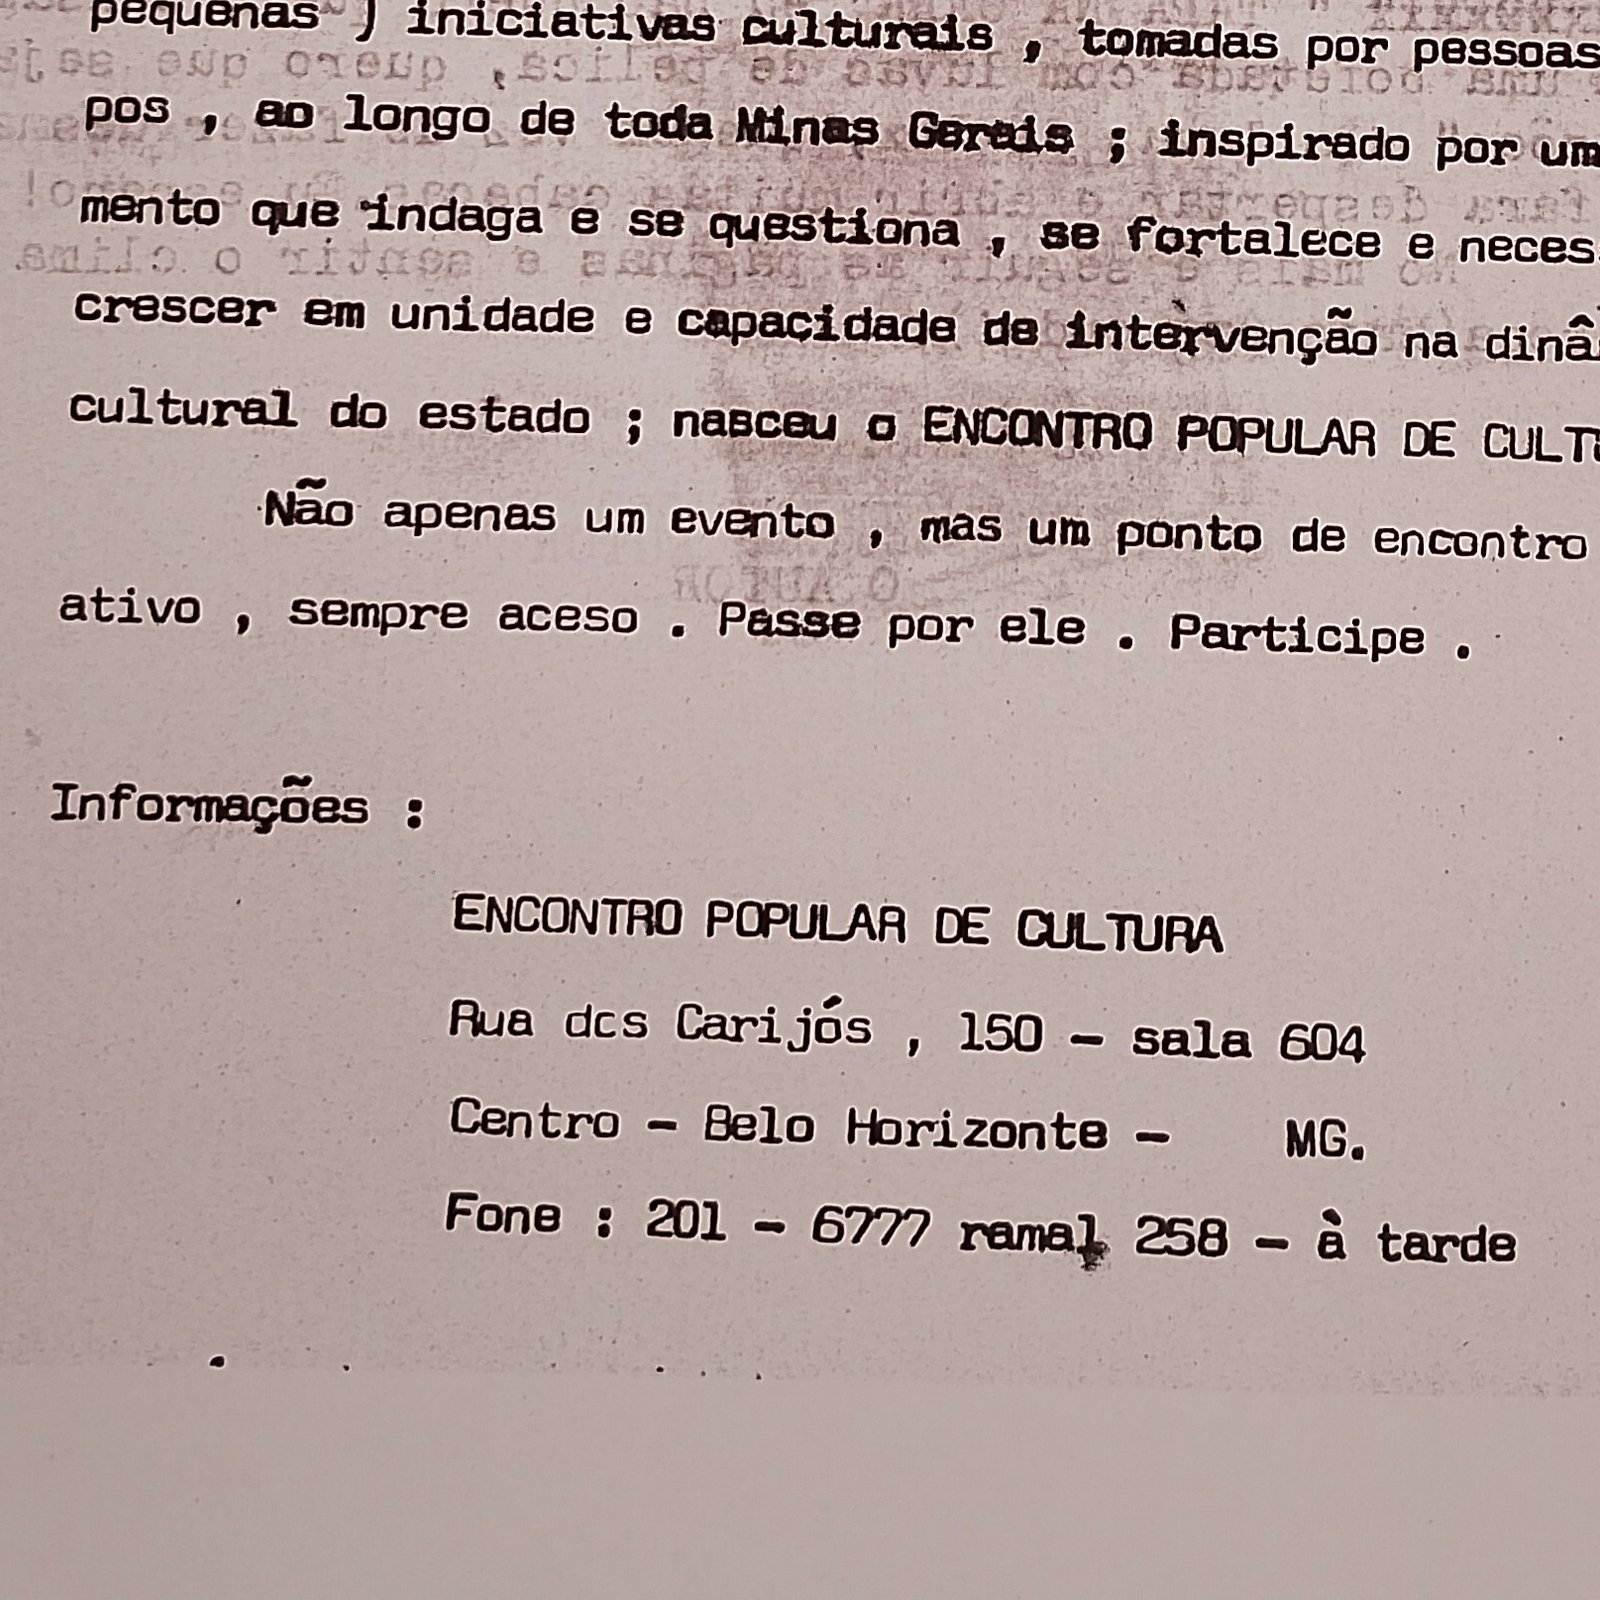 pequenas ) iniciativas culturais , tomadas por pessoas
pos , ao longo de toda Minas Gerais ; inspirado por um
mento que indaga e se questiona , se fortalece e neces
crescer em unidade e capacidade de intervenção na dinâ
cultural do estado ; nasceu o ENCONTRO POPULAR DE CULTU
Não apenas um evento , mas um ponto de encontro
ativo , sempre aceso . Passe por ele . Participe .
Informações :
ENCONTRO POPULAR DE CULTURA
Rua dos Carijós , 150 - sala 604
Centro - Belo Horizonte - MG.
Fone : 201 - 6777 ramal 258 - à tarde